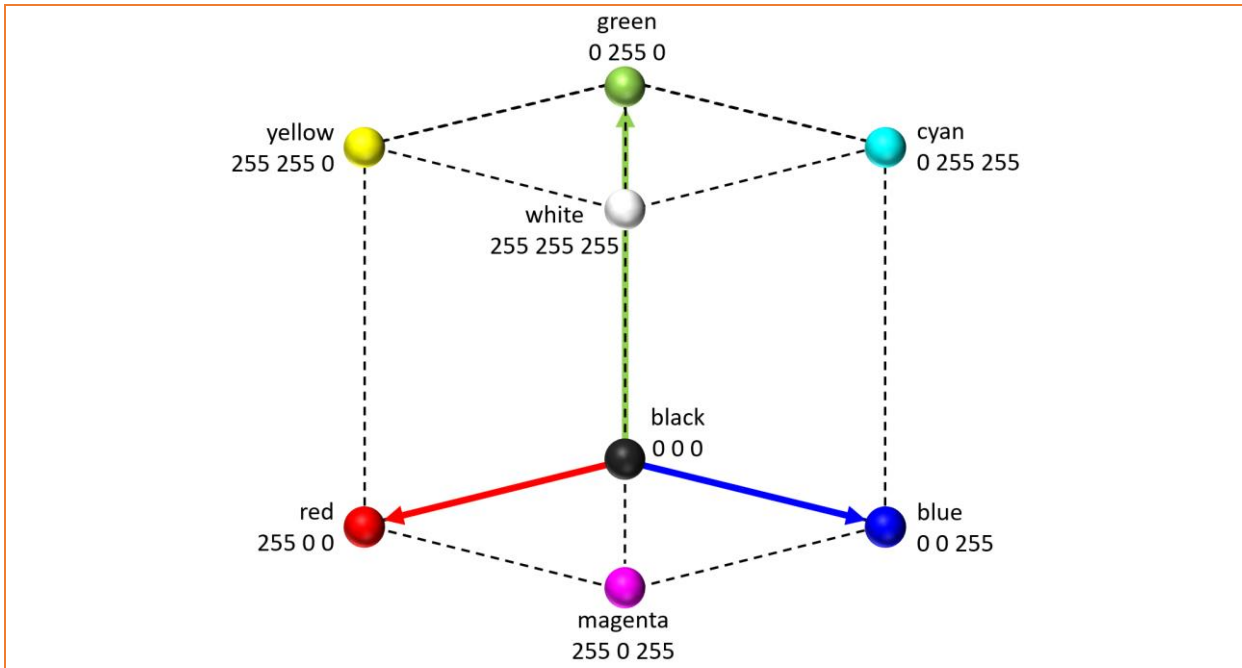 green
0 255 0
yellow
255 255 0
cyan
0 255 255
white
255 255 255
black
0 0 0
red
255 0 0
blue
0 0 255
magenta
255 0 255